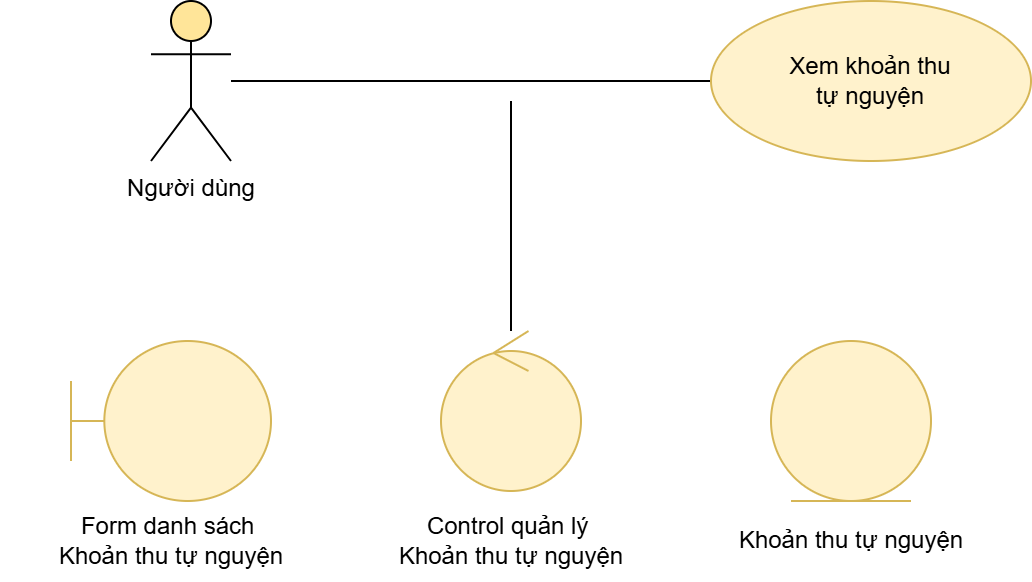 Xem khoản thu
tự nguyện
Người dùng
Form danh sách
Khoản thu tự nguyện
Control quản lý
Khoản thu tự nguyện
Khoản thu tự nguyện